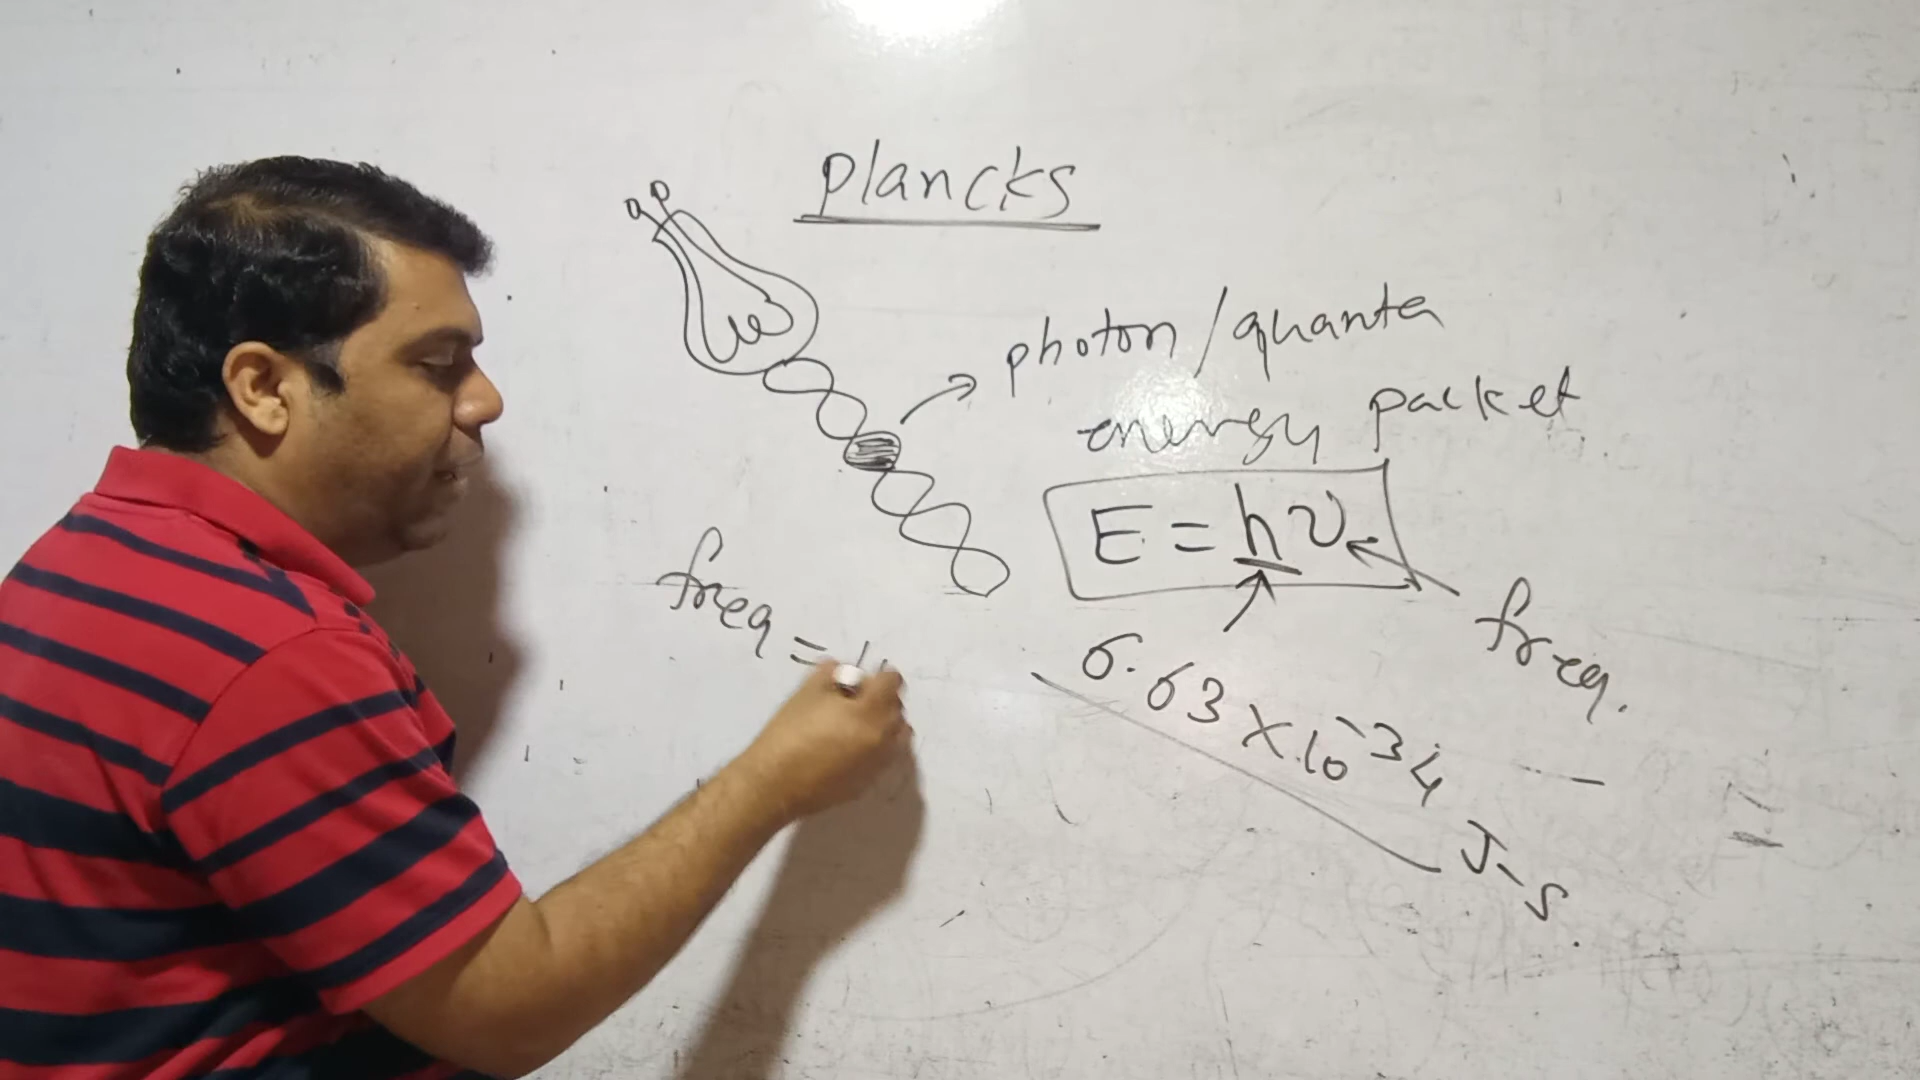 plancks
photon/quanta
energy packet
E = hν
freq =
freq.
6.63 × 10⁻³⁴ J-s.